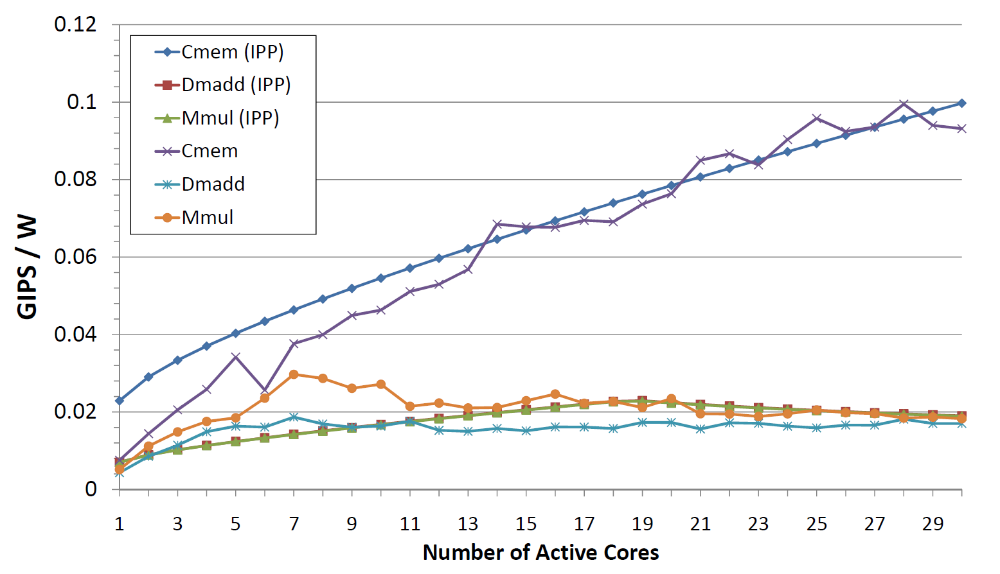 0.12
0.1
0.08
0.06
0.04
0.02
0
GIPS / W
Cmem (IPP)
Dmadd (IPP)
Mmul (IPP)
Cmem
Dmadd
Mmul
1 3 5 7 9 11 13 15 17 19 21 23 25 27 29
Number of Active Cores